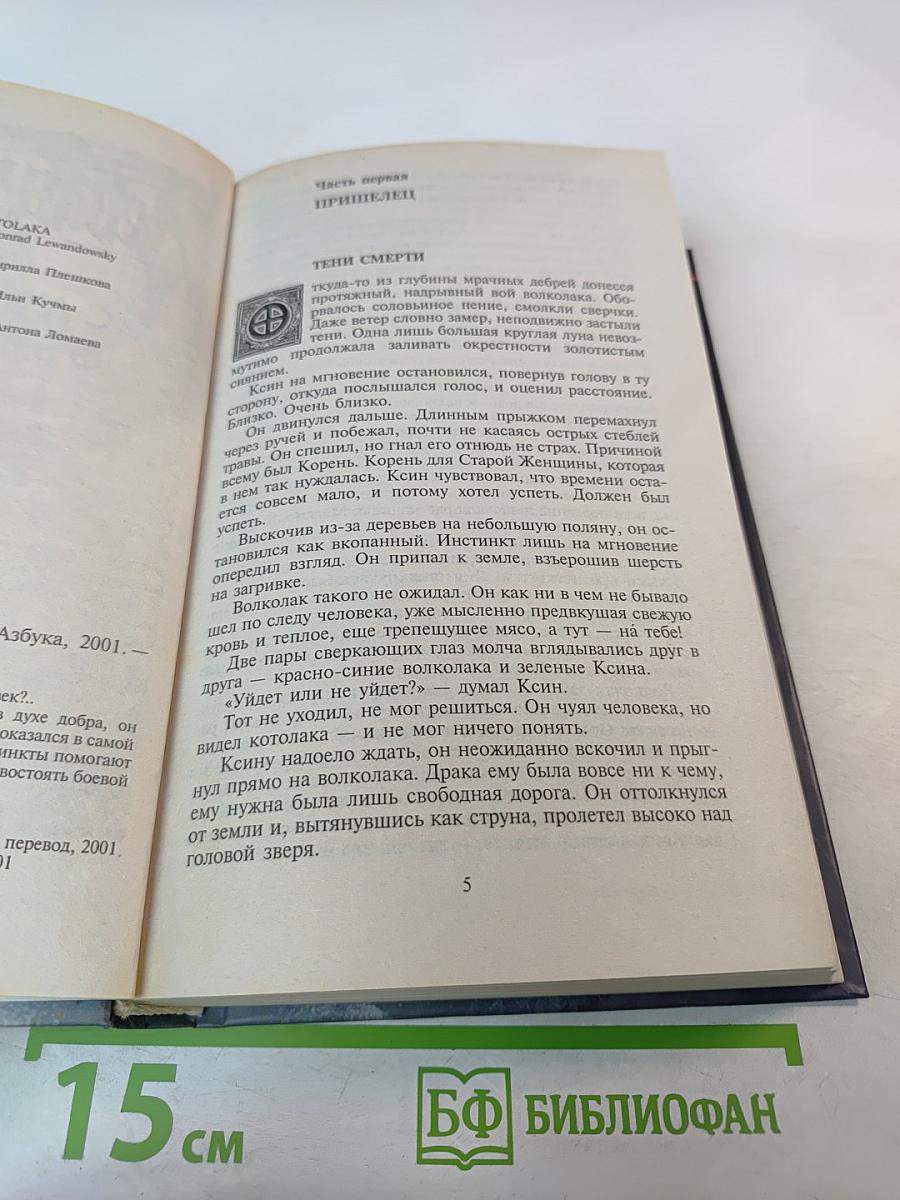 TOLAKA
onrad Lewandowsky
ирилла Плешкова
Ильи Кучмы
Антона Ломаева
Азбука, 2001. —
ек?..
в духе добра, он
оказался в самой
инкты помогают
востоять боевой
перевод, 2001.
01
Часть первая
ПРИШЕЛЕЦ
ТЕНИ СМЕРТИ
ткуда-то из глубины мрачных дебрей донесся
протяжный, надрывный вой волколака. Обо-
рвалось соловьиное пение, смолкли сверчки.
Даже ветер словно замер, неподвижно застыли
тени. Одна лишь большая круглая луна невоз-
мутимо продолжала заливать окрестности золотистым
сиянием.
Ксин на мгновение остановился, повернув голову в ту
сторону, откуда послышался голос, и оценил расстояние.
Близко. Очень близко.
Он двинулся дальше. Длинным прыжком перемахнул
через ручей и побежал, почти не касаясь острых стеблей
травы. Он спешил, но гнал его отнюдь не страх. Причиной
всему был Корень. Корень для Старой Женщины, которая
в нем так нуждалась. Ксин чувствовал, что времени оста-
ется совсем мало, и потому хотел успеть. Должен был
успеть.
Выскочив из-за деревьев на небольшую поляну, он ос-
тановился как вкопанный. Инстинкт лишь на мгновение
опередил взгляд. Он припал к земле, взъерошив шерсть
на загривке.
Волколак такого не ожидал. Он как ни в чем не бывало
шел по следу человека, уже мысленно предвкушая свежую
кровь и теплое, еще трепещущее мясо, а тут — на́ тебе!
Две пары сверкающих глаз молча вглядывались друг в
друга — красно-синие волколака и зеленые Ксина.
«Уйдет или не уйдет?» — думал Ксин.
Тот не уходил, не мог решиться. Он чуял человека, но
видел котолака — и не мог ничего понять.
Ксину надоело ждать, он неожиданно вскочил и прыг-
нул прямо на волколака. Драка ему была вовсе ни к чему,
ему нужна была лишь свободная дорога. Он оттолкнулся
от земли и, вытянувшись как струна, пролетел высоко над
головой зверя.
5
15 см
БФ БИБЛИОФАН